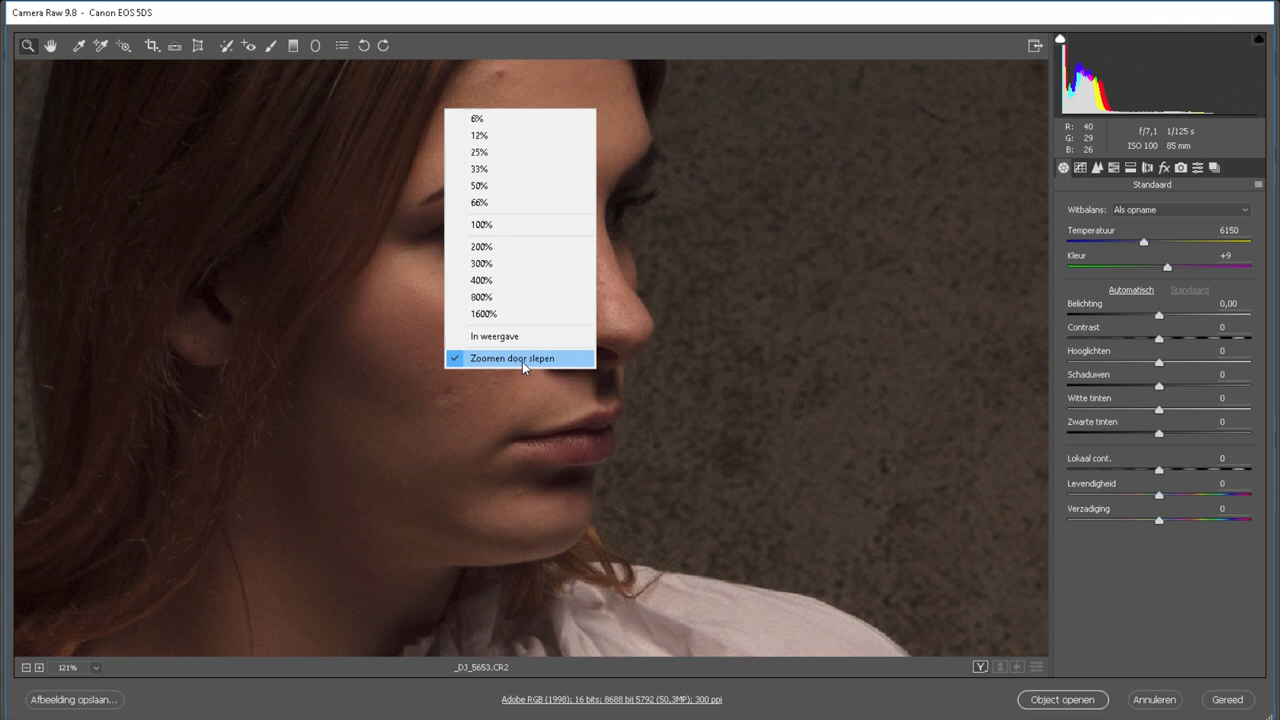 Camera Raw 9.8 - Canon EOS 5DS
6%
12%
25%
33%
50%
66%
100%
200%
300%
400%
800%
1600%
In weergave
Zoomen door slepen
R: 40
G: 29
B: 26
f/7,1 1/125 s
ISO 100 85 mm
Standaard
Witbalans: Als opname
Temperatuur 6150
Kleur +9
Automatisch Standaard
Belichting 0,00
Contrast 0
Hooglichten 0
Schaduwen 0
Witte tinten 0
Zwarte tinten 0
Lokaal cont. 0
Levendigheid 0
Verzadiging 0
121% _DJ_5653.CR2 Y
Afbeelding opslaan... Adobe RGB (1998); 16 bits; 8688 bij 5792 (50,3MP); 300 ppi Object openen Annuleren Gereed